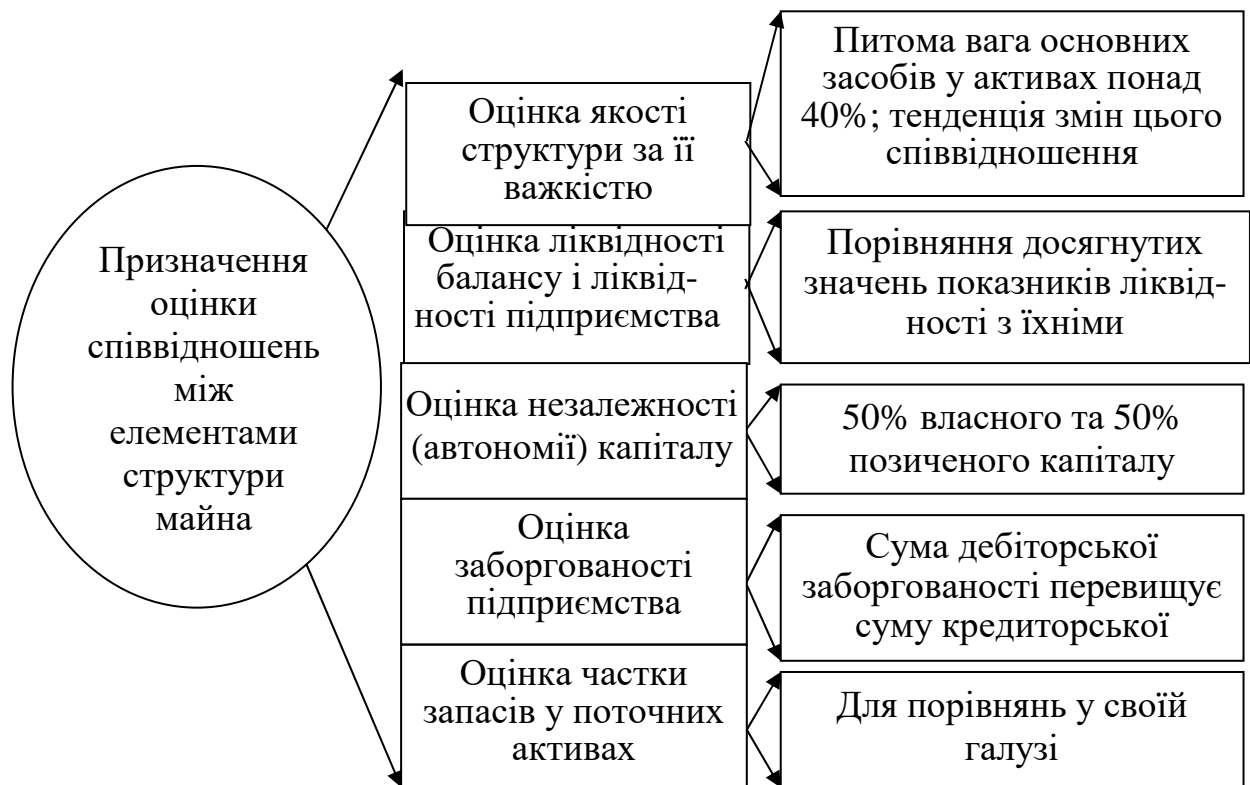 Призначення
оцінки
співвідношень
між
елементами
структури
майна
Оцінка якості
структури за її
важкістю
Питома вага основних
засобів у активах понад
40%; тенденція змін цього
співвідношення
Оцінка ліквідності
балансу і ліквід-
ності підприємства
Порівняння досягнутих
значень показників ліквід-
ності з їхніми
Оцінка незалежності
(автономії) капіталу
50% власного та 50%
позиченого капіталу
Оцінка
заборгованості
підприємства
Сума дебіторської
заборгованості перевищує
суму кредиторської
Оцінка частки
запасів у поточних
активах
Для порівнянь у своїй
галузі